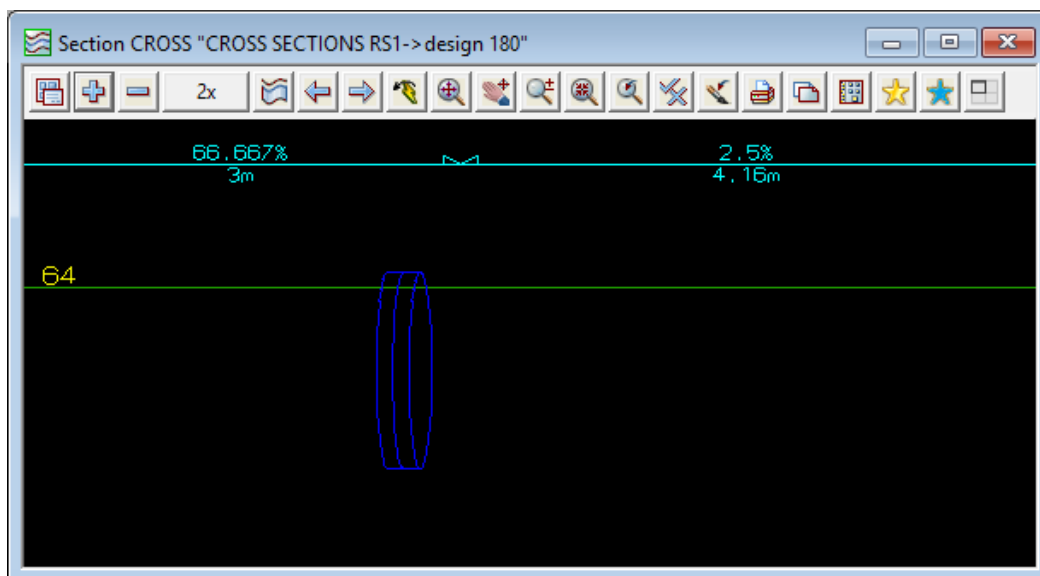 Section CROSS "CROSS SECTIONS RS1->design 180"
2x
66.667% 2.5%
3m 4.16m
64